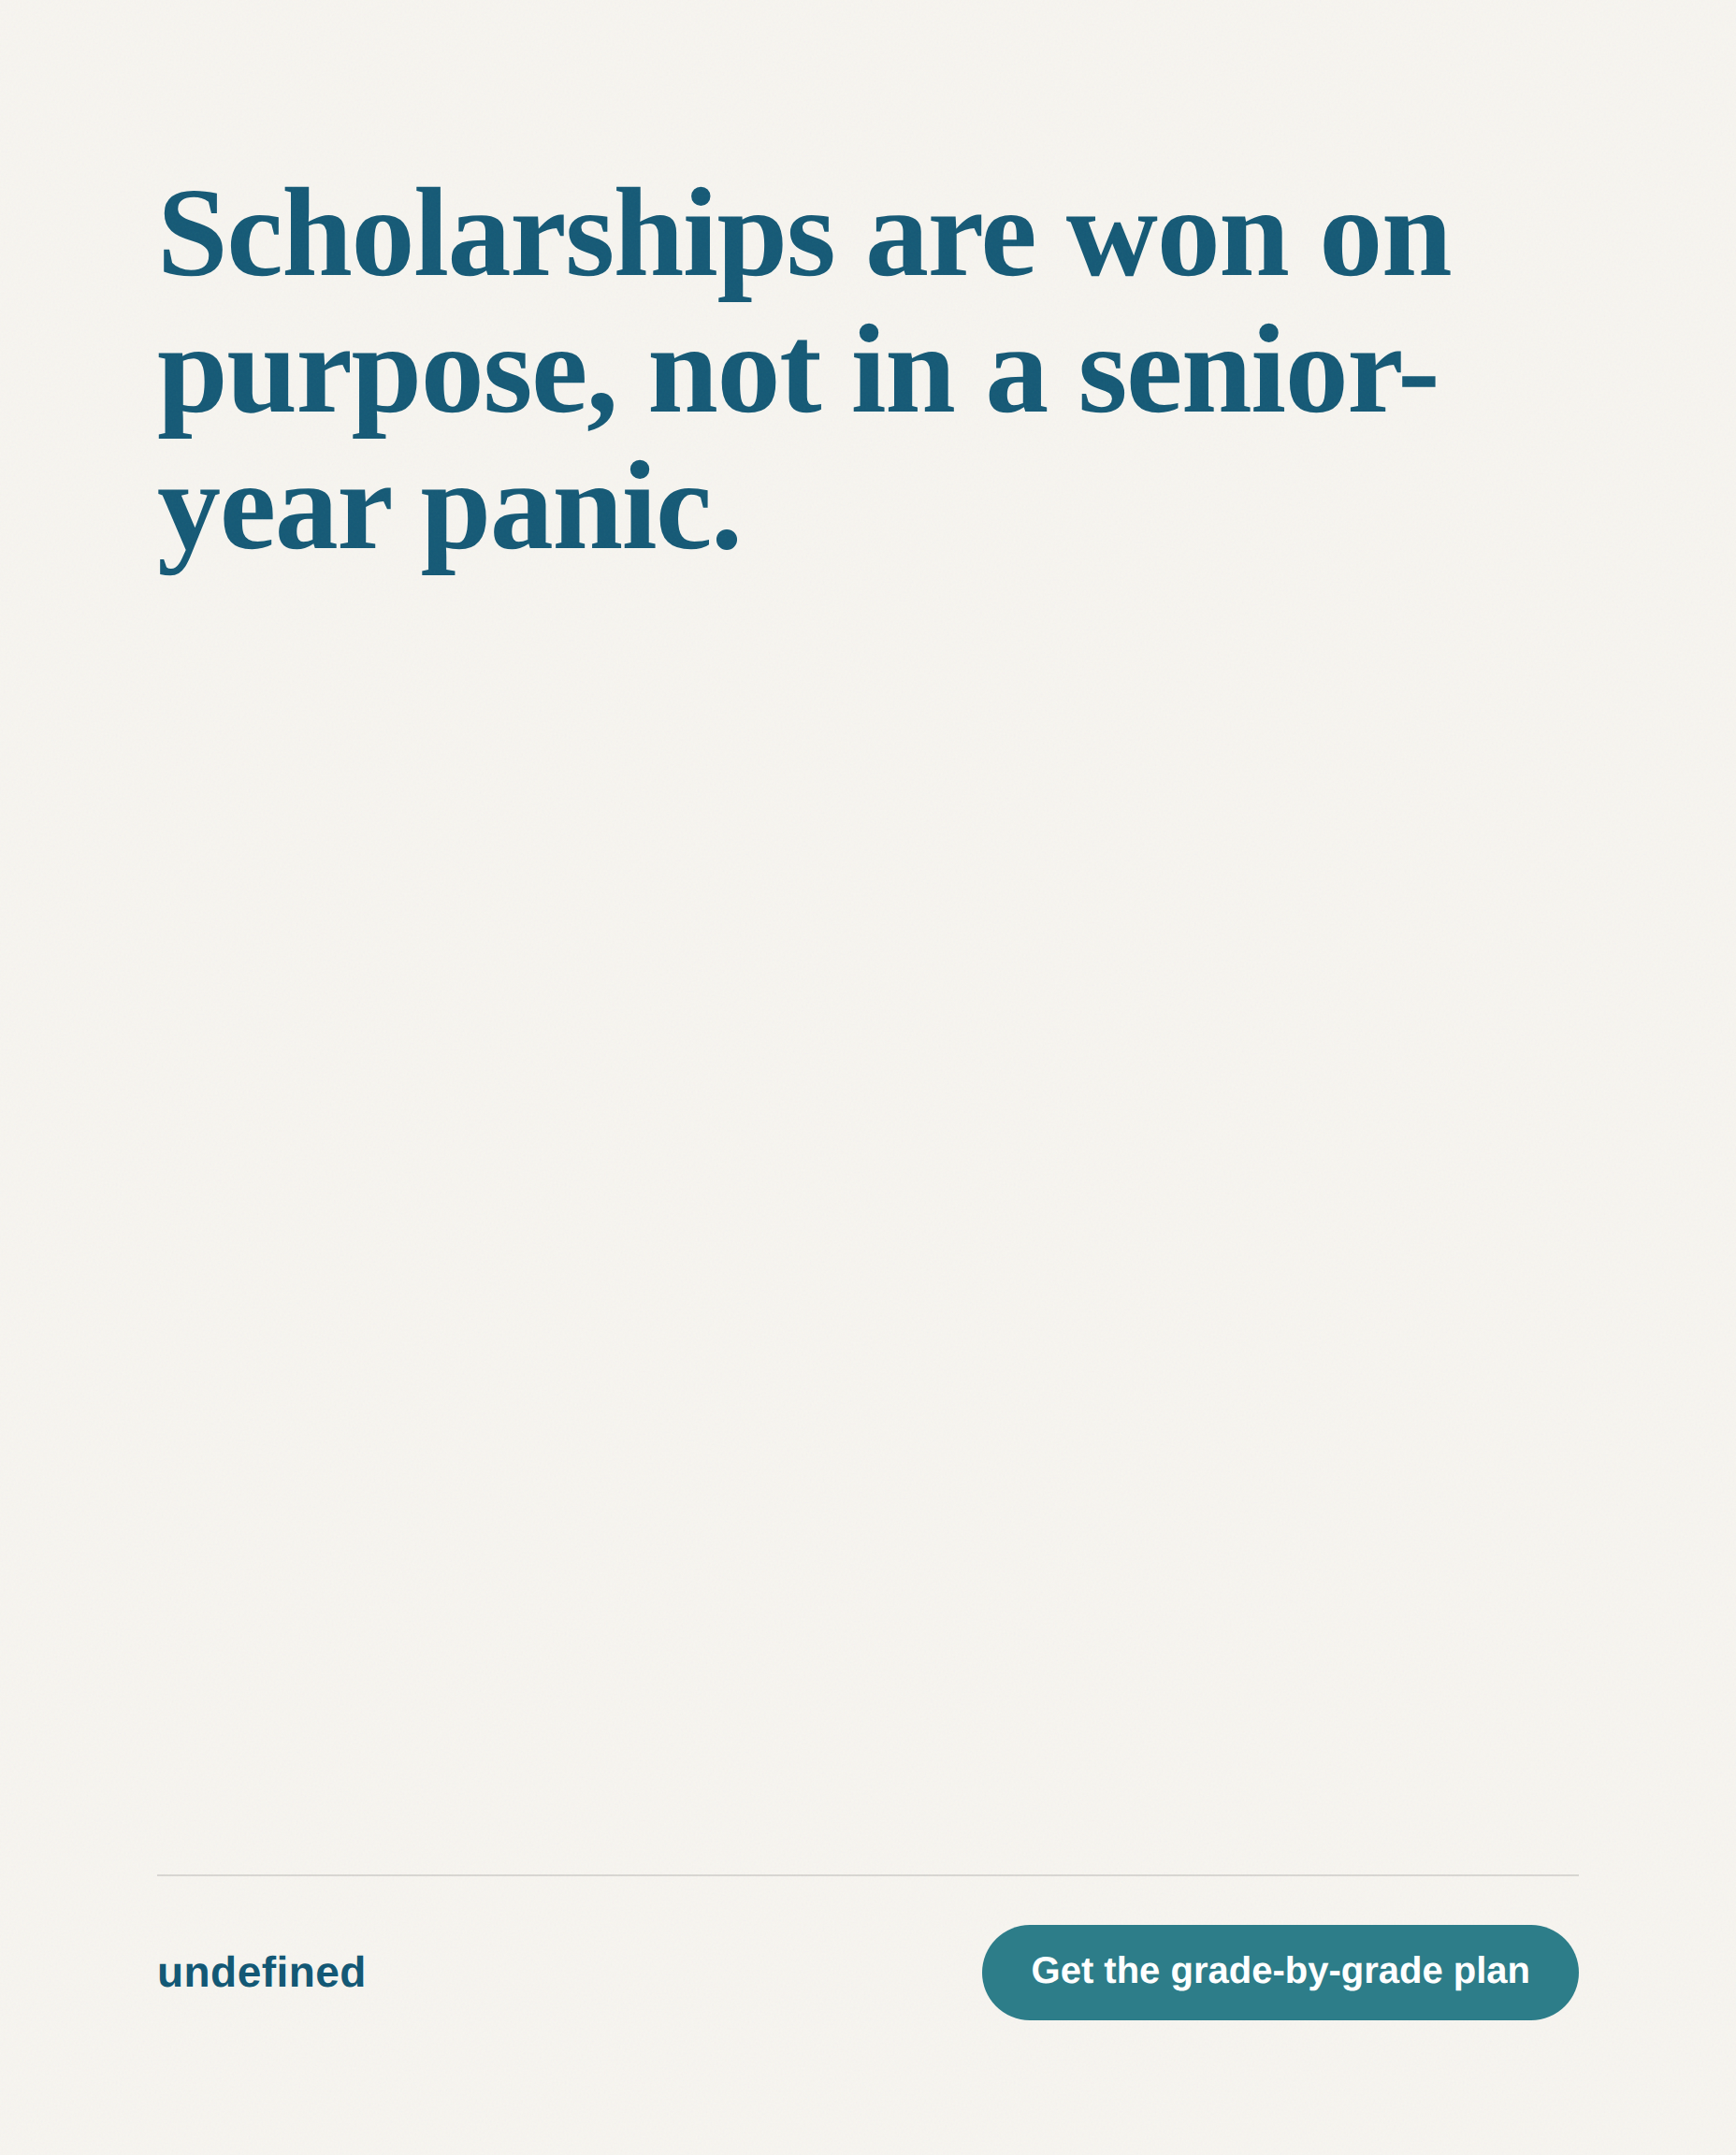 Scholarships are won on
purpose, not in a senior-
year panic.
undefined
Get the grade-by-grade plan